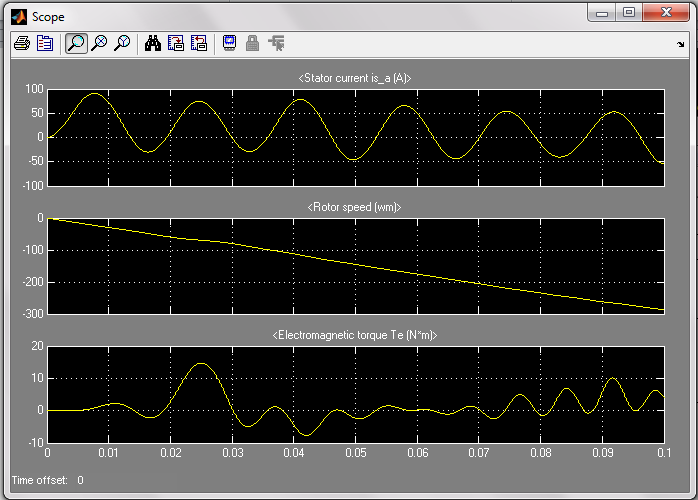 Scope
<Stator current is_a (A)>
100
50
0
-50
-100
<Rotor speed (wm)>
0
-100
-200
-300
<Electromagnetic torque Te (N*m)>
20
10
0
-10
0 0.01 0.02 0.03 0.04 0.05 0.06 0.07 0.08 0.09 0.1
Time offset: 0